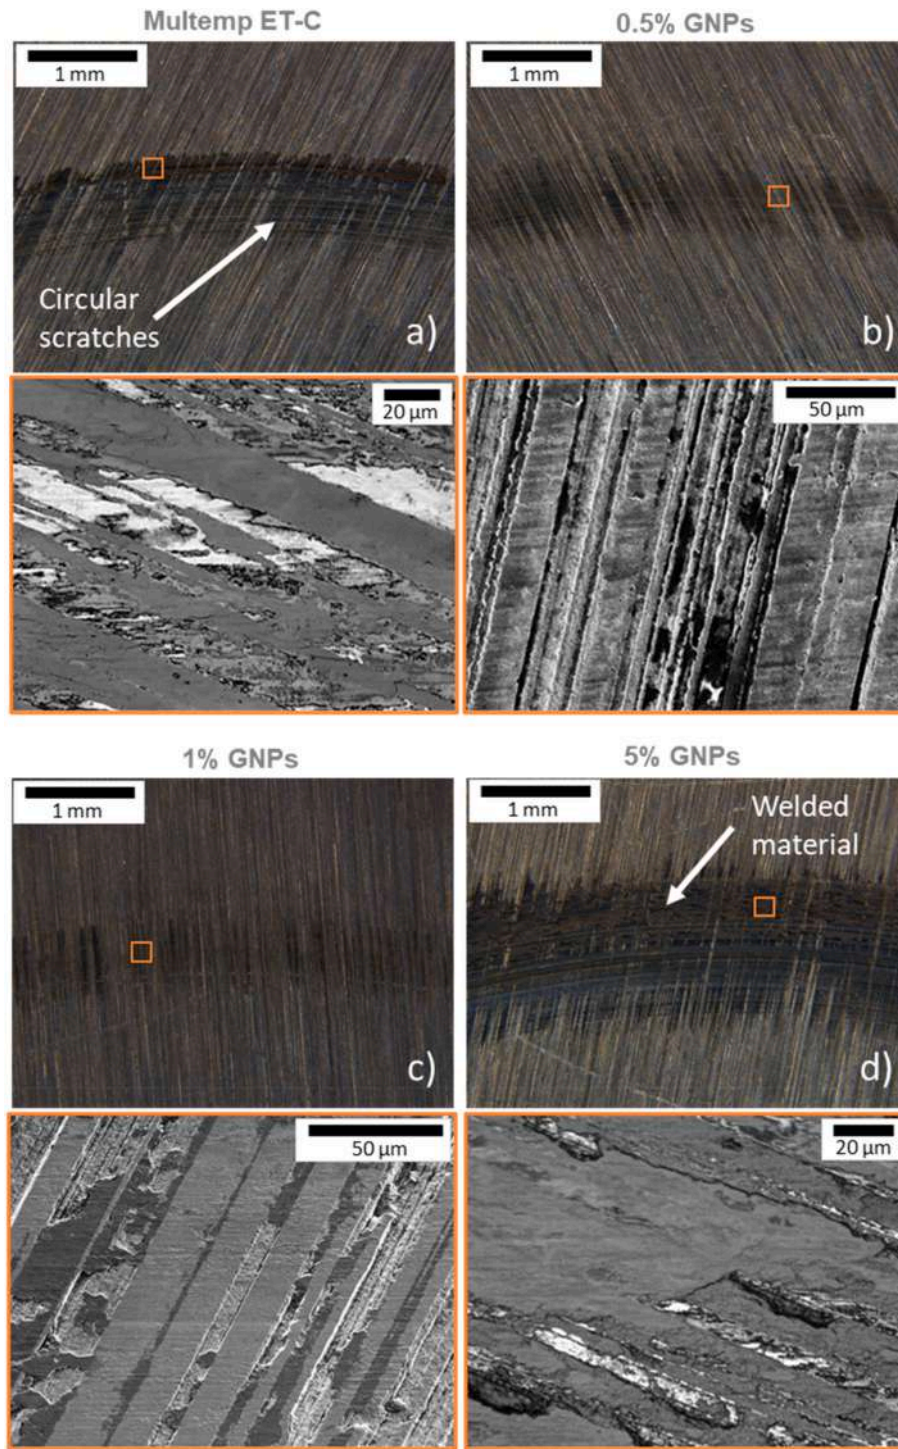 Multemp ET-C
0.5% GNPs
1 mm
1 mm
Circular
scratches
a)
b)
20 µm
50 µm
1% GNPs
5% GNPs
1 mm
1 mm
Welded
material
c)
d)
50 µm
20 µm